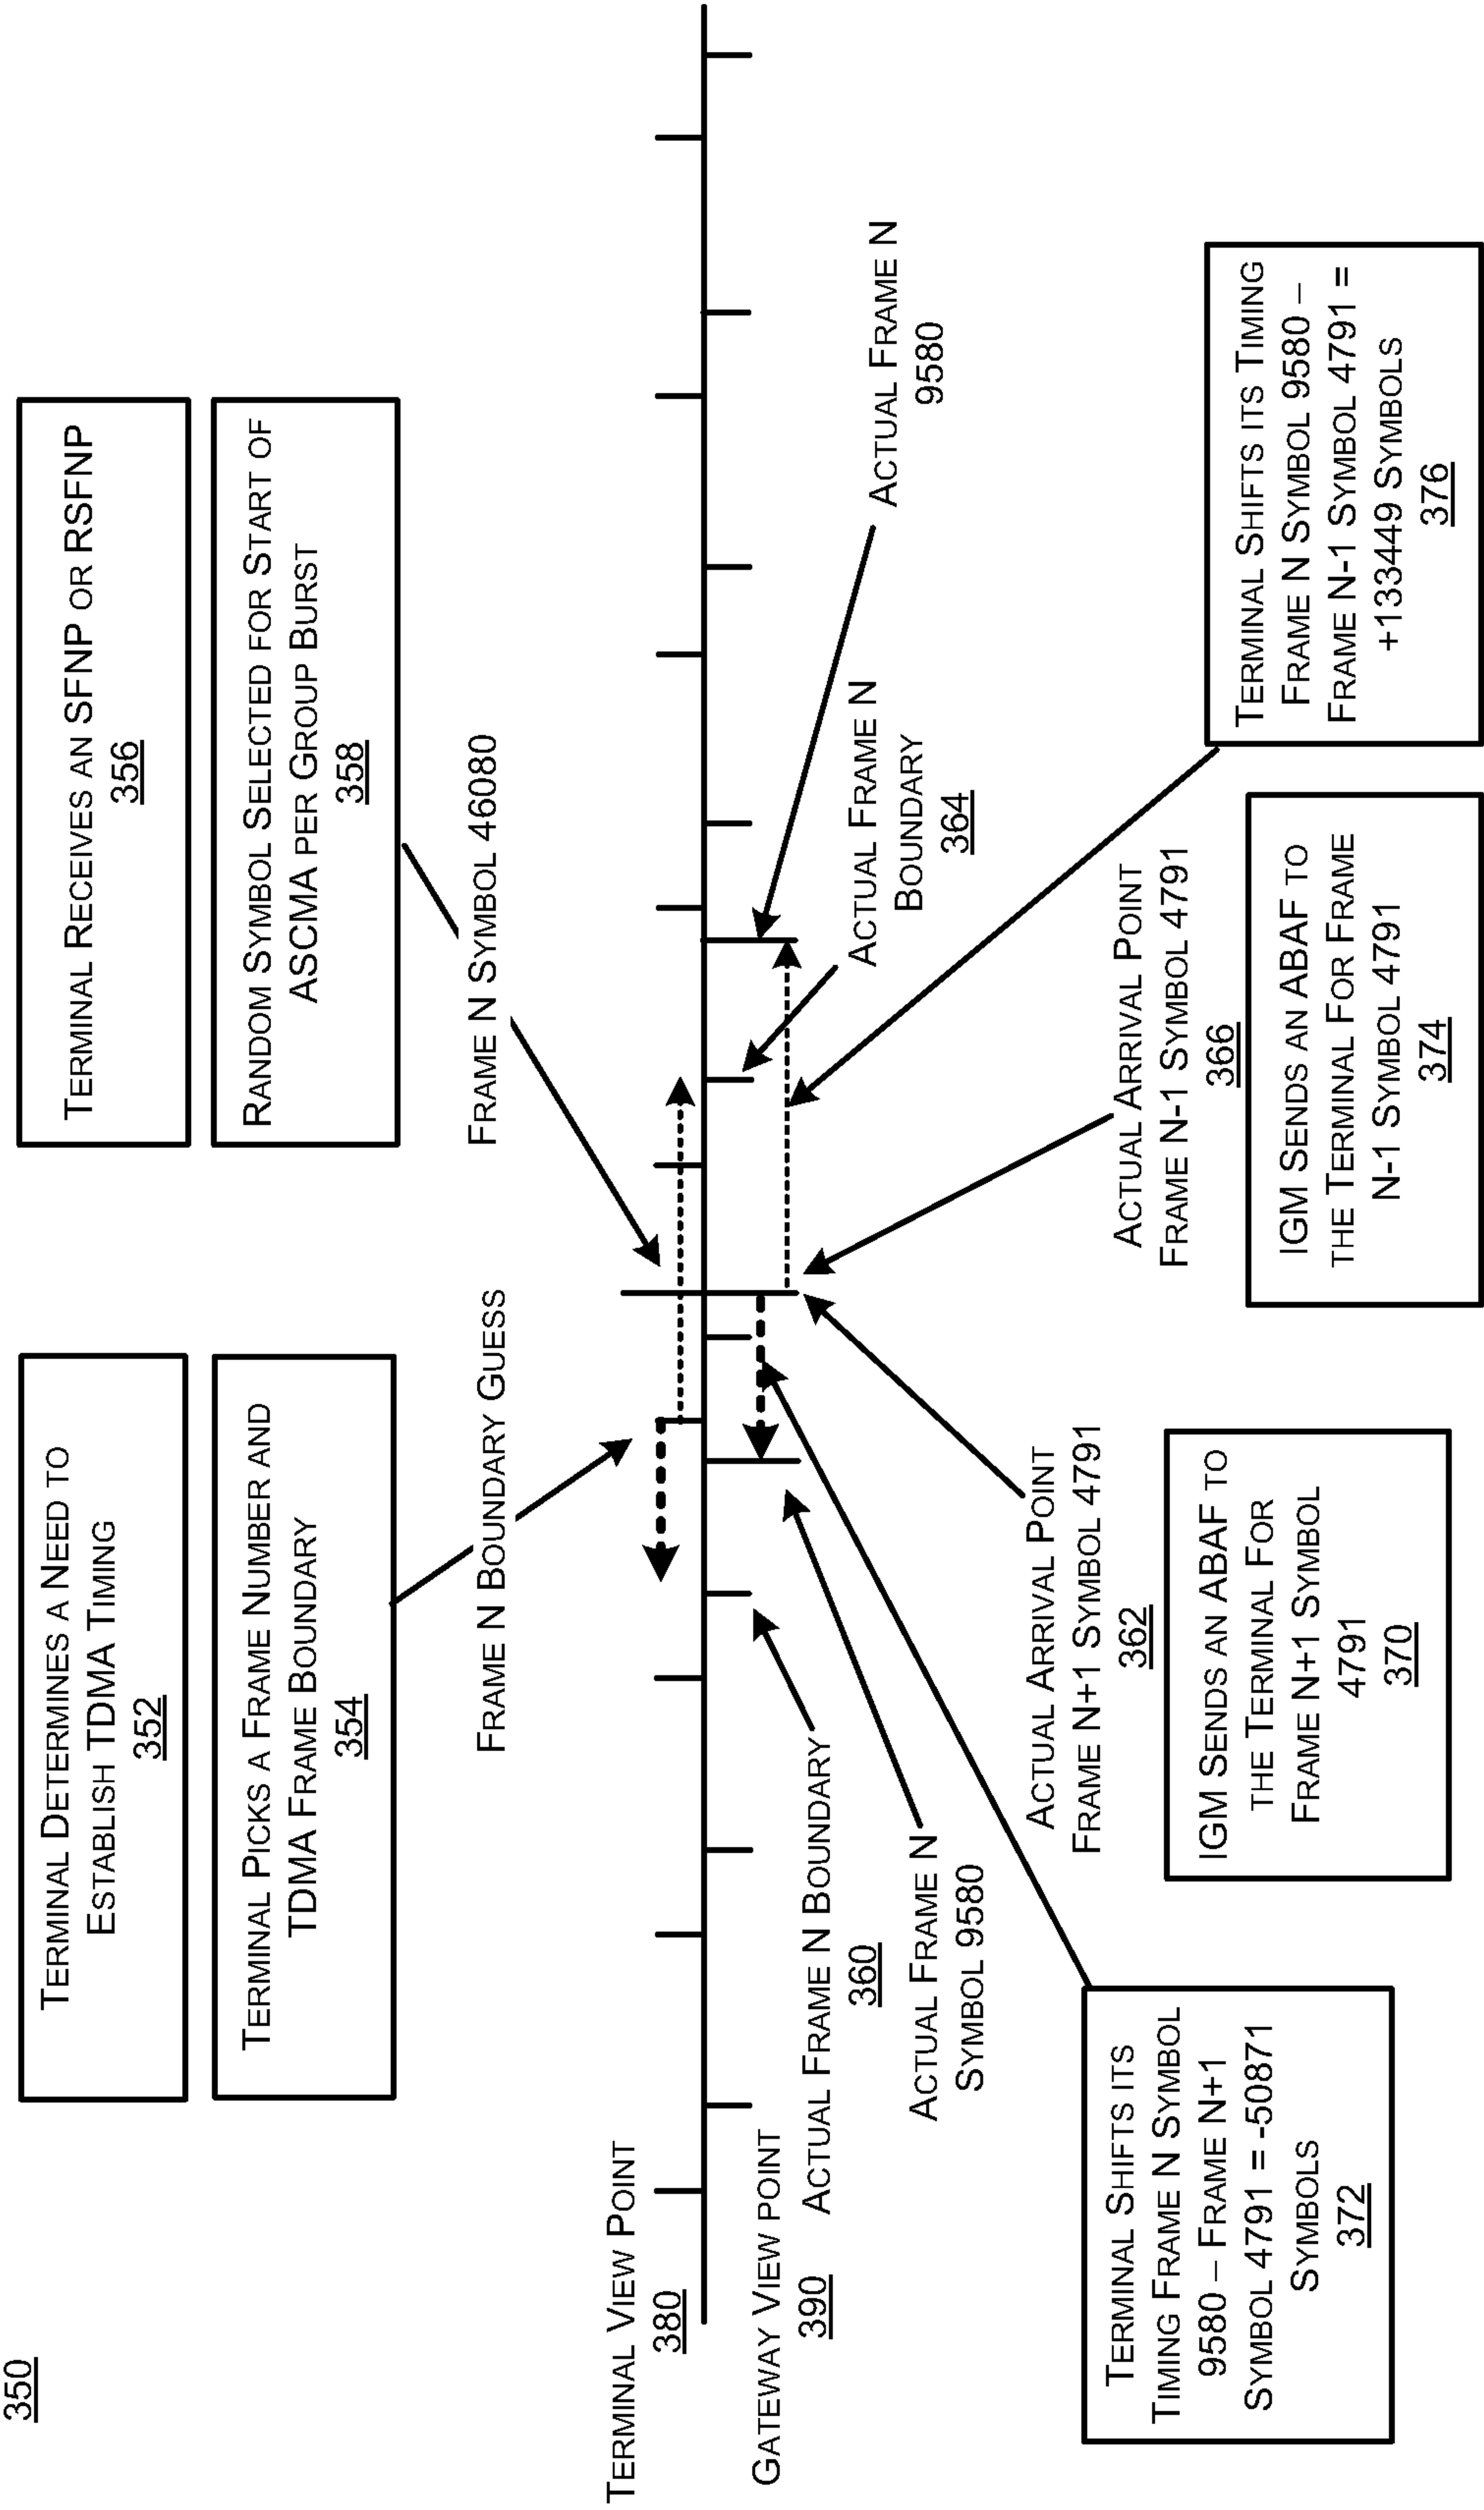 350
TERMINAL DETERMINES A NEED TO
ESTABLISH TDMA TIMING
352
TERMINAL PICKS A FRAME NUMBER AND
TDMA FRAME BOUNDARY
354
TERMINAL RECEIVES AN SFNP OR RSFNP
356
RANDOM SYMBOL SELECTED FOR START OF
ASCMA PER GROUP BURST
358
FRAME N BOUNDARY GUESS
FRAME N SYMBOL 46080
TERMINAL VIEW POINT
380
GATEWAY VIEW POINT
390
ACTUAL FRAME N BOUNDARY
360
ACTUAL FRAME N
SYMBOL 9580
ACTUAL FRAME N
BOUNDARY
364
ACTUAL FRAME N
9580
ACTUAL ARRIVAL POINT
FRAME N+1 SYMBOL 4791
362
ACTUAL ARRIVAL POINT
FRAME N-1 SYMBOL 4791
366
TERMINAL SHIFTS ITS
TIMING FRAME N SYMBOL
9580 – FRAME N+1
SYMBOL 4791 = -50871
SYMBOLS
372
IGM SENDS AN ABAF TO
THE TERMINAL FOR
FRAME N+1 SYMBOL
4791
370
IGM SENDS AN ABAF TO
THE TERMINAL FOR FRAME
N-1 SYMBOL 4791
374
TERMINAL SHIFTS ITS TIMING
FRAME N SYMBOL 9580 –
FRAME N-1 SYMBOL 4791 =
+133449 SYMBOLS
376